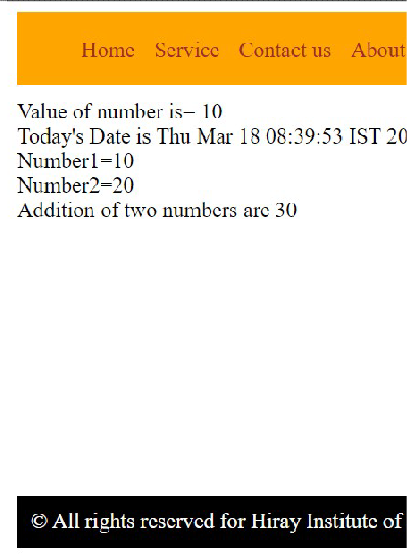 Home Service Contact us About
Value of number is= 10
Today's Date is Thu Mar 18 08:39:53 IST 20
Number1=10
Number2=20
Addition of two numbers are 30
© All rights reserved for Hiray Institute of